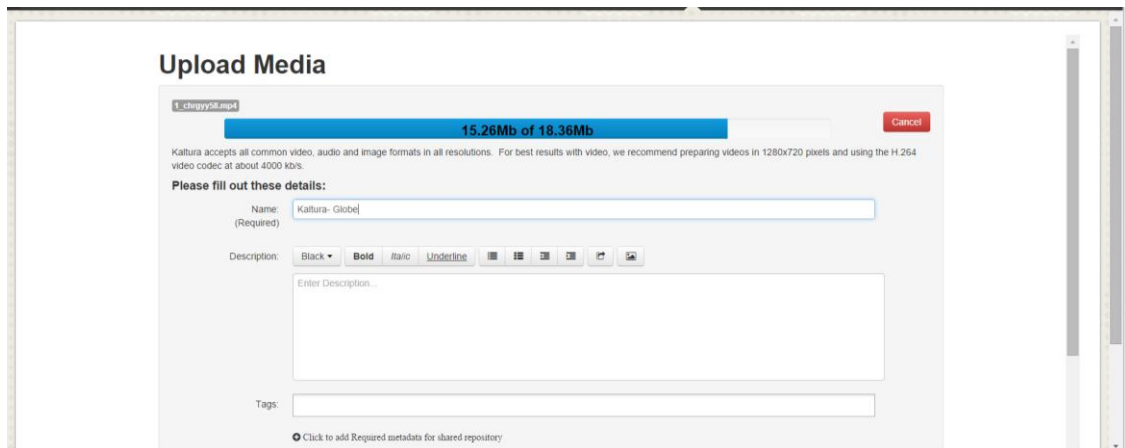 Upload Media
1_chrgyy58.mp4
15.26Mb of 18.36Mb
Cancel
Kaltura accepts all common video, audio and image formats in all resolutions. For best results with video, we recommend preparing videos in 1280x720 pixels and using the H.264
video codec at about 4000 kb/s.
Please fill out these details:
Name: Kaltura- Globe
(Required)
Description: Black Bold Italic Underline
Enter Description...
Tags:
Click to add Required metadata for shared repository